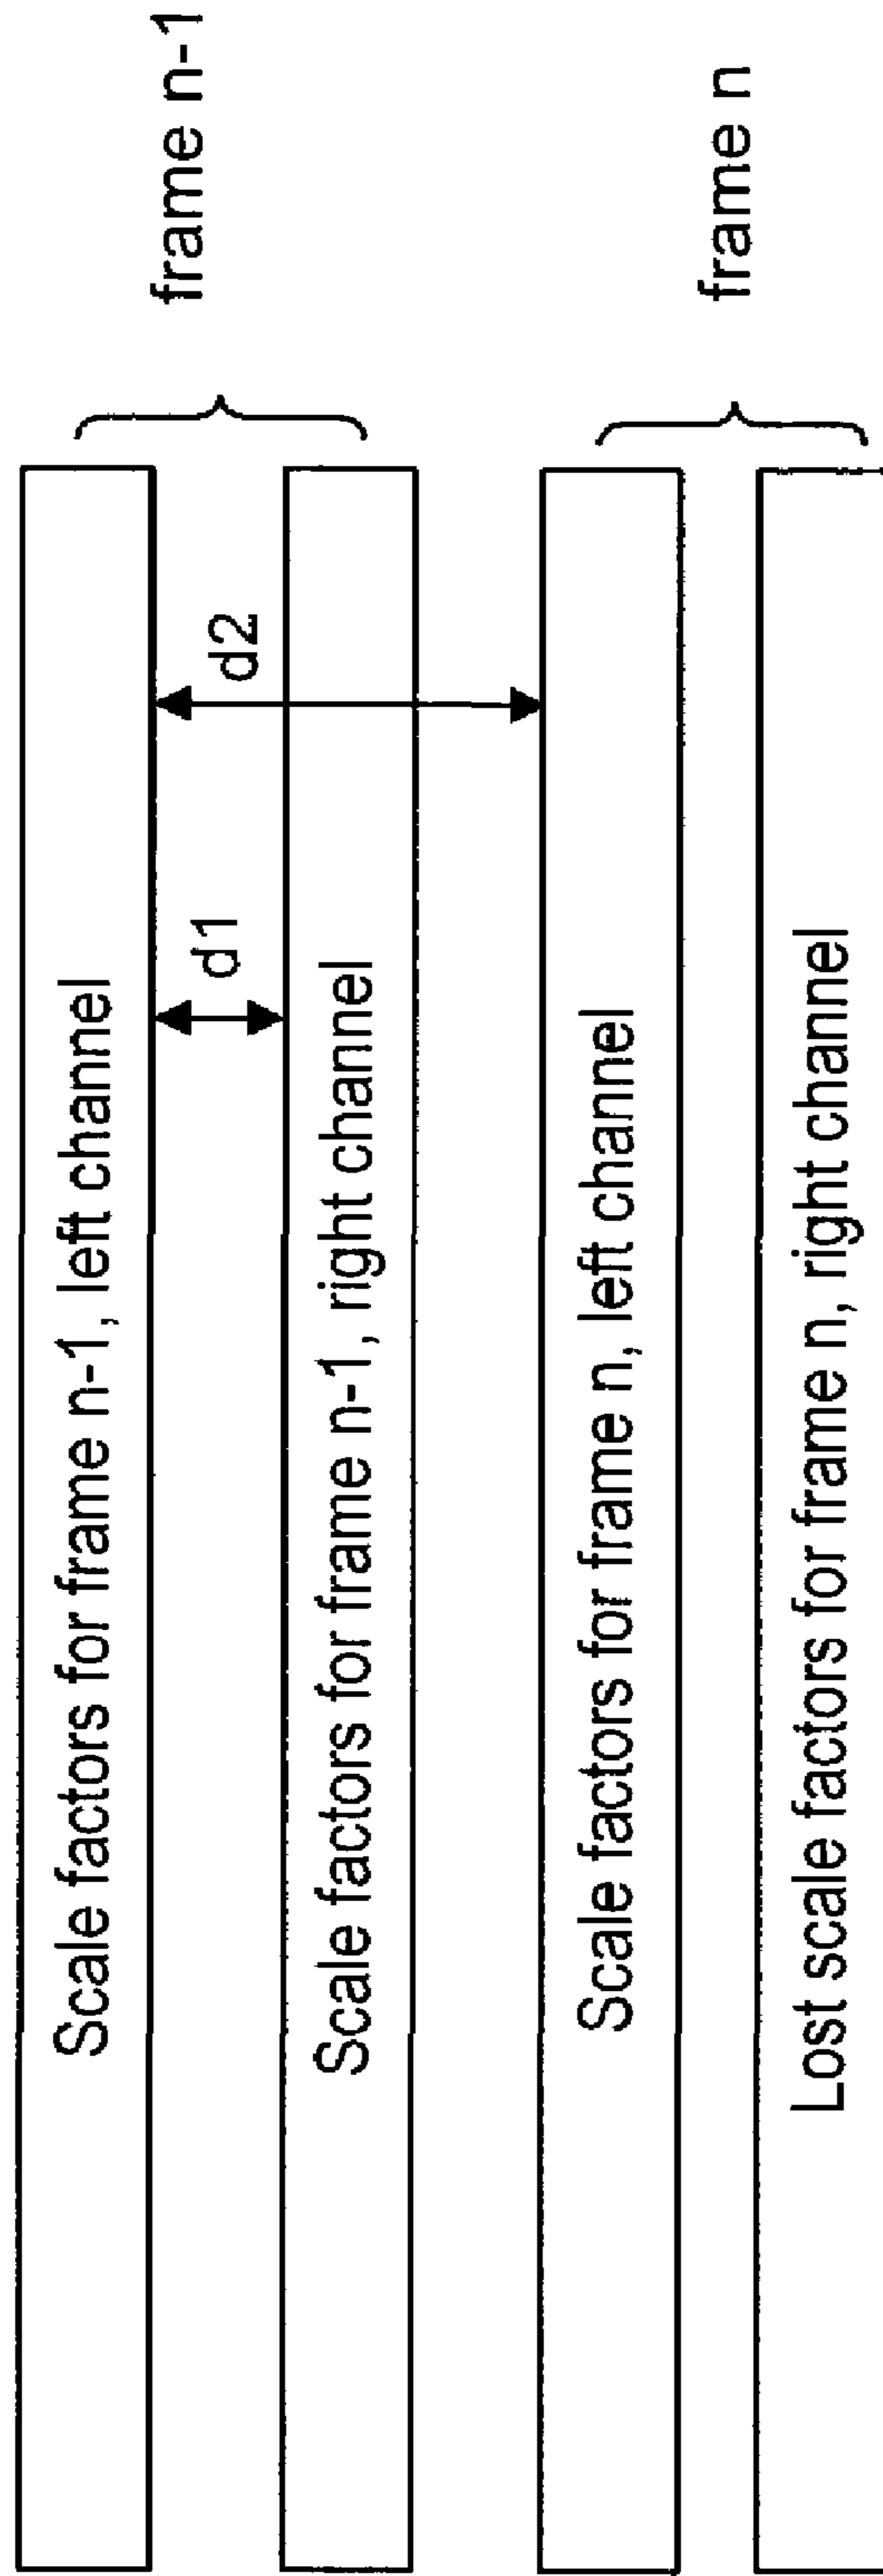 Scale factors for frame n-1, left channel
d1
d2
Scale factors for frame n-1, right channel
frame n-1
Scale factors for frame n, left channel
Lost scale factors for frame n, right channel
frame n